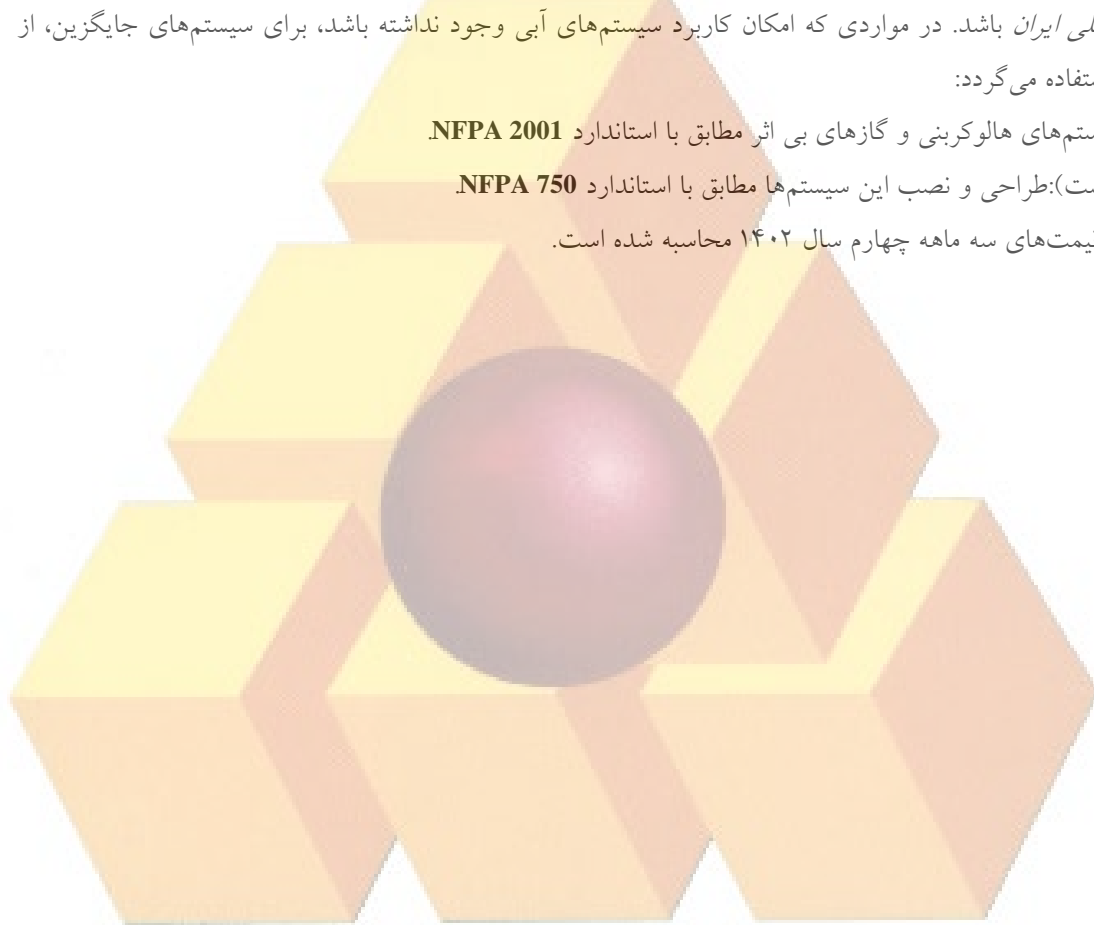 ملی ایران باشد. در مواردی که امکان کاربرد سیستم‌های آبی وجود نداشته باشد، برای سیستم‌های جایگزین، از
ستفاده می‌گردد:
ستم‌های هالوکربنی و گازهای بی اثر مطابق با استاندارد NFPA 2001.
ست):طراحی و نصب این سیستم‌ها مطابق با استاندارد NFPA 750.
قیمت‌های سه ماهه چهارم سال ۱۴۰۲ محاسبه شده است.